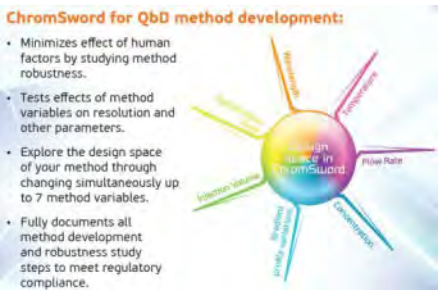 ChromSword for QbD method development:
• Minimizes effect of human
factors by studying method
robustness.
• Tests effects of method
variables on resolution and
other parameters.
• Explore the design space
of your method through
changing simultaneously up
to 7 method variables.
• Fully documents all
method development
and robustness study
steps to meet regulatory
compliance.
Wavelength
Temperature
Flow Rate
Concentration
Gradient
Injection Volume
Design
Space in
ChromSword